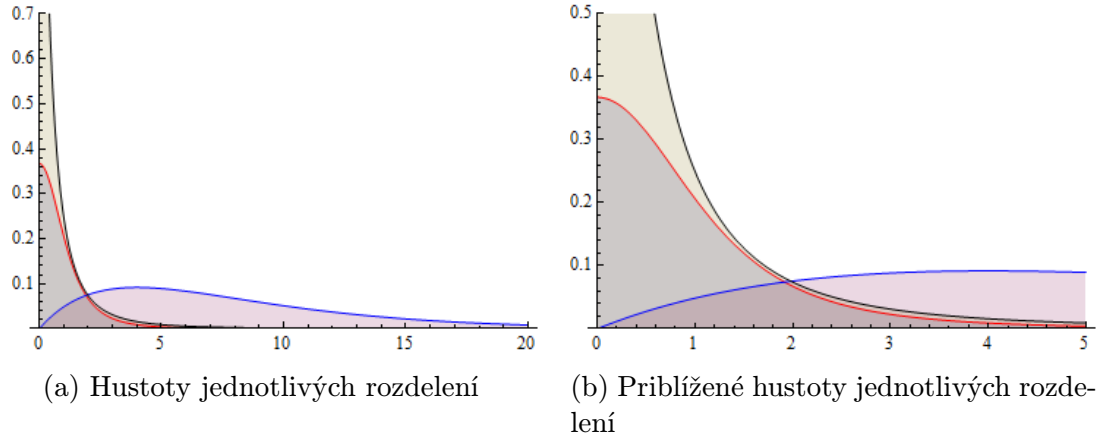 0.7
0.6
0.5
0.4
0.3
0.2
0.1
0 5 10 15 20
(a) Hustoty jednotlivých rozdelení
0.5
0.4
0.3
0.2
0.1
0 1 2 3 4 5
(b) Priblížené hustoty jednotlivých rozde-
lení